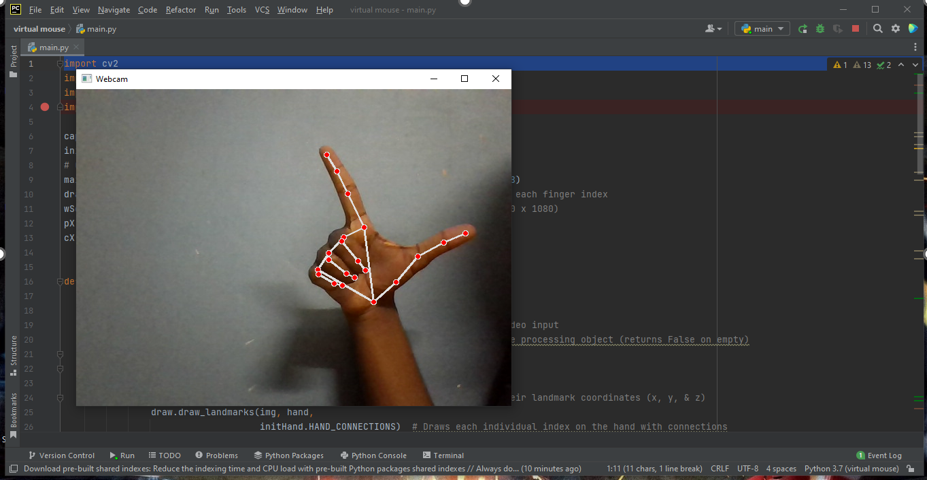 PC File Edit View Navigate Code Refactor Run Tools VCS Window Help virtual mouse - main.py
virtual mouse main.py main
main.py
Project
1 import cv2 1 13 2
Webcam
2 im
3 im
4 im
6 ca
7 in
8 #
9 ma
10 dr each finger index
11 wS x 1080)
12 pX
13 cX
14
15
16 de
17
18
19 deo input
20 e processing object (returns False on empty)
21
22
23
24 eir landmark coordinates (x, y, & z)
25 draw.draw_landmarks(img, hand,
26 initHand.HAND_CONNECTIONS) # Draws each individual index on the hand with connections
Structure
Bookmarks
Version Control Run TODO Problems Python Packages Python Console Terminal 1 Event Log
Download pre-built shared indexes: Reduce the indexing time and CPU load with pre-built Python packages shared indexes // Always do... (10 minutes ago) 1:11 (11 chars, 1 line break) CRLF UTF-8 4 spaces Python 3.7 (virtual mouse)